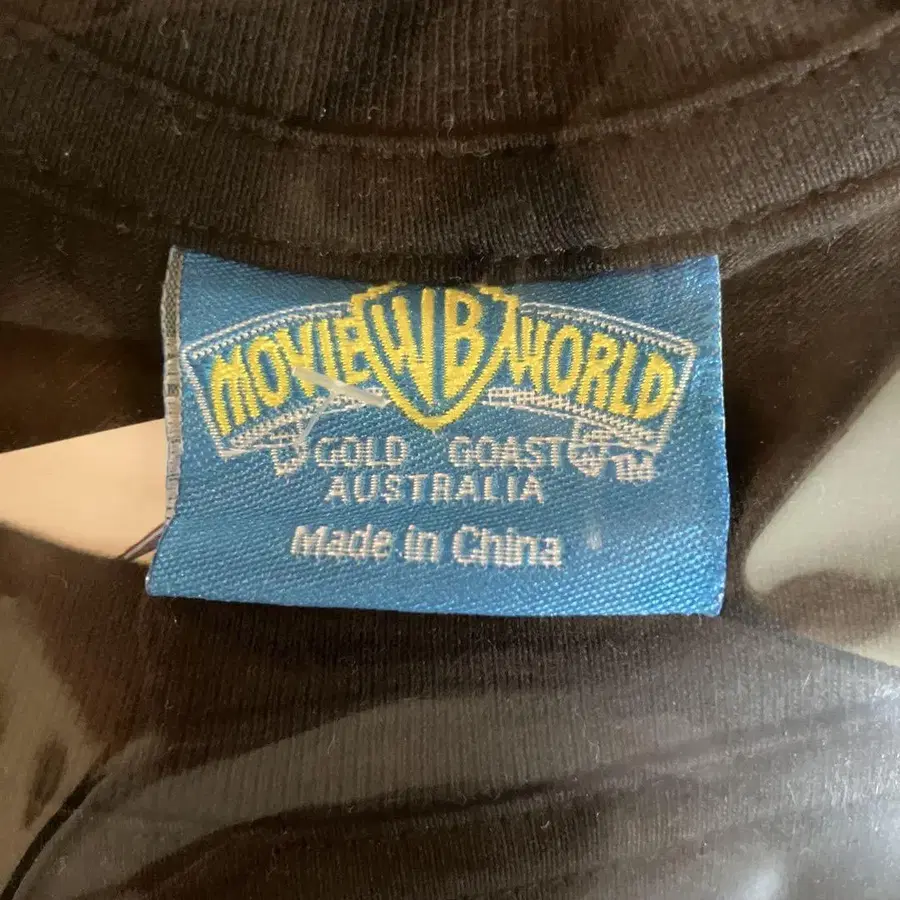 MOVIE WB WORLD
GOLD GOAST TM
AUSTRALIA
Made in China